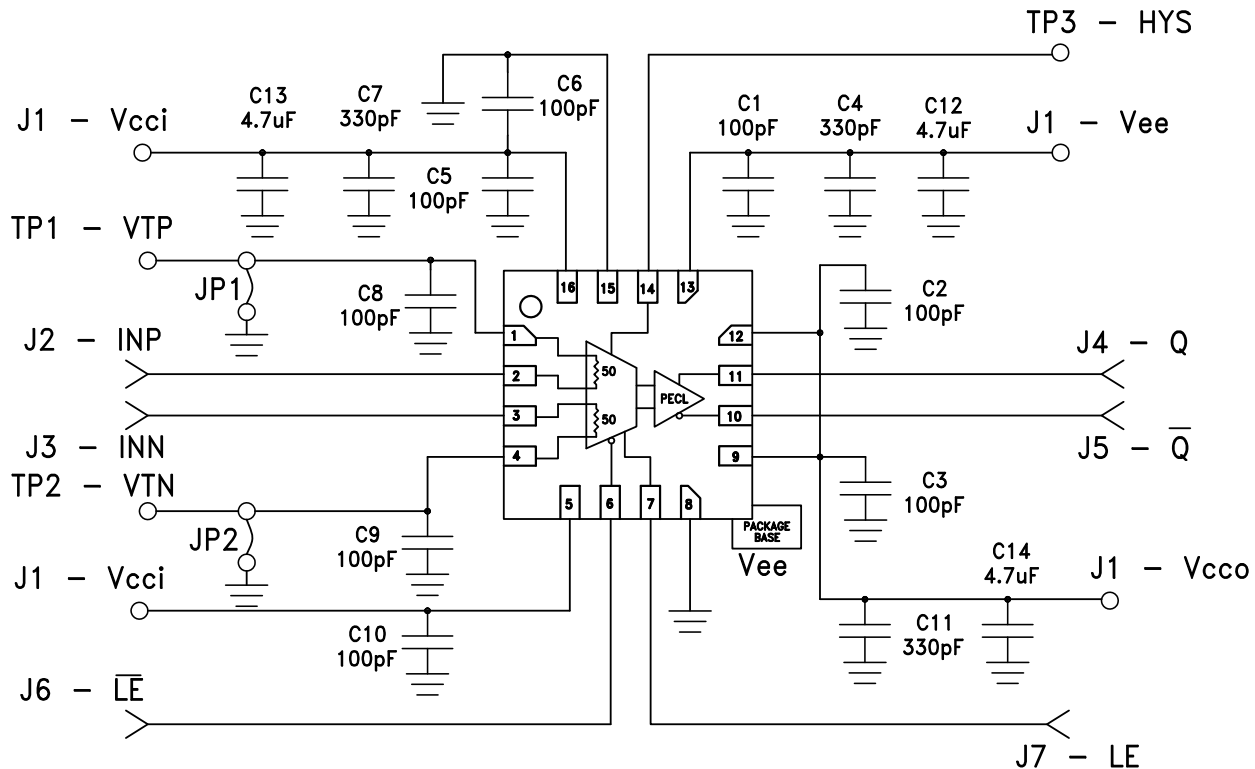 TP3 - HYS
C13
4.7uF
C7
330pF
C6
100pF
C1
100pF
C4
330pF
C12
4.7uF
J1 - Vcci
J1 - Vee
C5
100pF
TP1 - VTP
JP1
C8
100pF
16
15
14
13
C2
100pF
J2 - INP
1
12
J4 - Q
2
50
11
PECL
3
50
10
J3 - INN
J5 - Q̅
4
9
TP2 - VTN
C3
100pF
5
6
7
8
JP2
C9
100pF
PACKAGE
BASE
Vee
C14
4.7uF
J1 - Vcci
J1 - Vcco
C10
100pF
C11
330pF
J6 - L̅E̅
J7 - LE